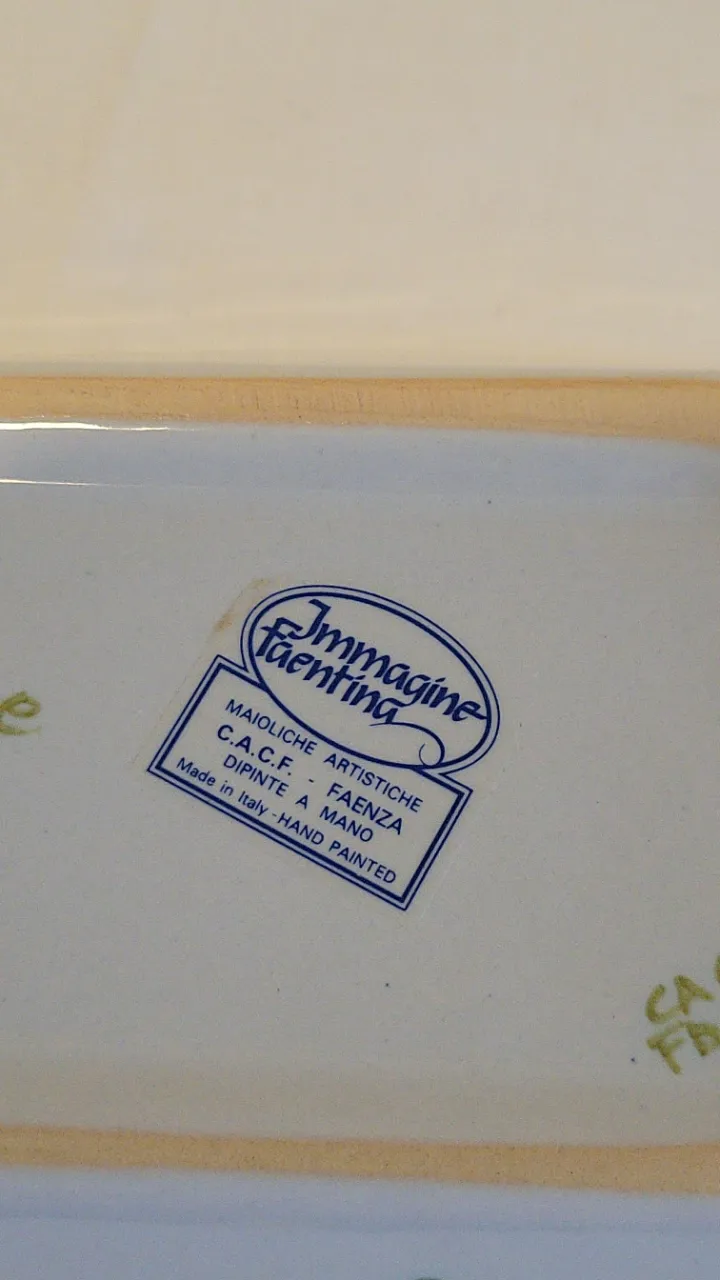 Immagine
Faentina
MAIOLICHE ARTISTICHE
C.A.C.F. - FAENZA
DIPINTE A MANO
Made in Italy - HAND PAINTED